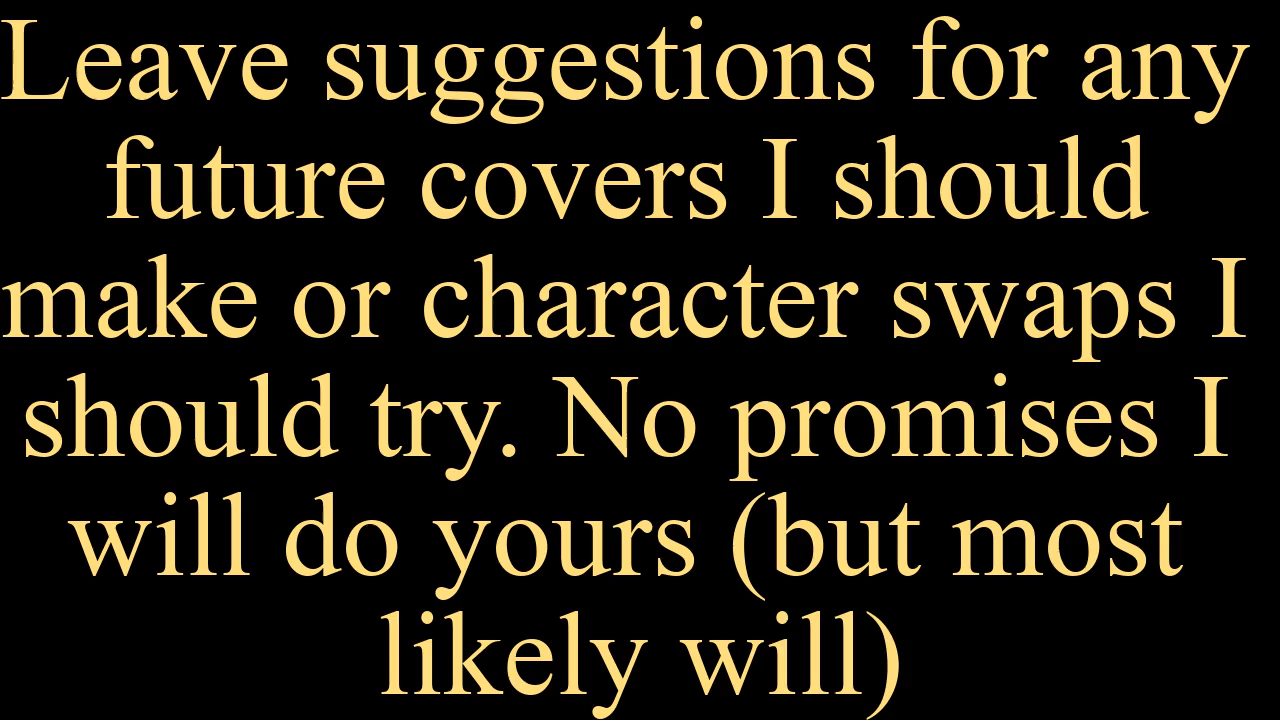 Leave suggestions for any
future covers I should
make or character swaps I
should try. No promises I
will do yours (but most
likely will)